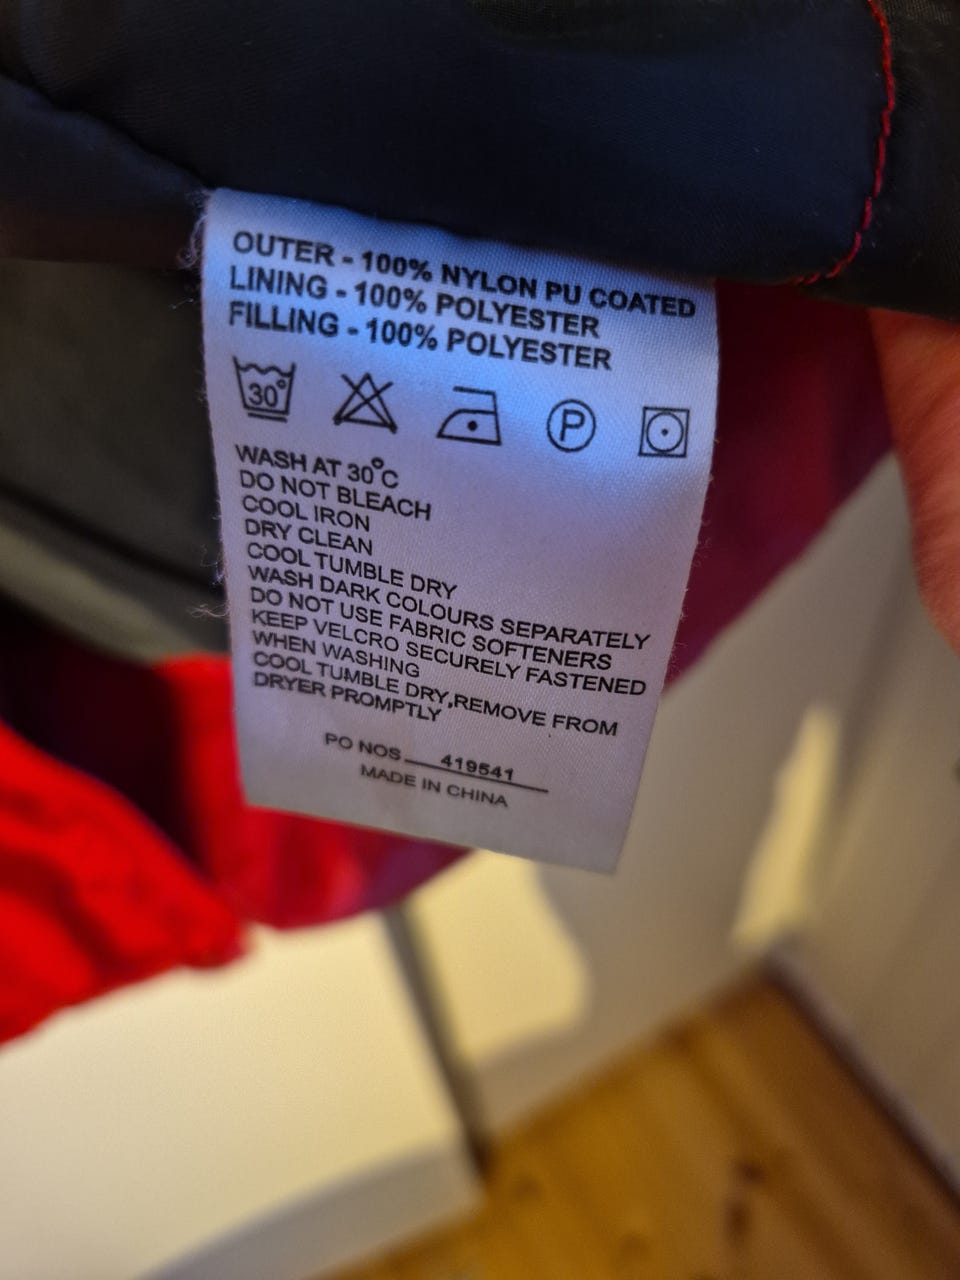 OUTER - 100% NYLON PU COATED
LINING - 100% POLYESTER
FILLING - 100% POLYESTER
30° P
WASH AT 30°C
DO NOT BLEACH
COOL IRON
DRY CLEAN
COOL TUMBLE DRY
WASH DARK COLOURS SEPARATELY
DO NOT USE FABRIC SOFTENERS
KEEP VELCRO SECURELY FASTENED
WHEN WASHING
COOL TUMBLE DRY,REMOVE FROM
DRYER PROMPTLY
PO NOS 419541
MADE IN CHINA